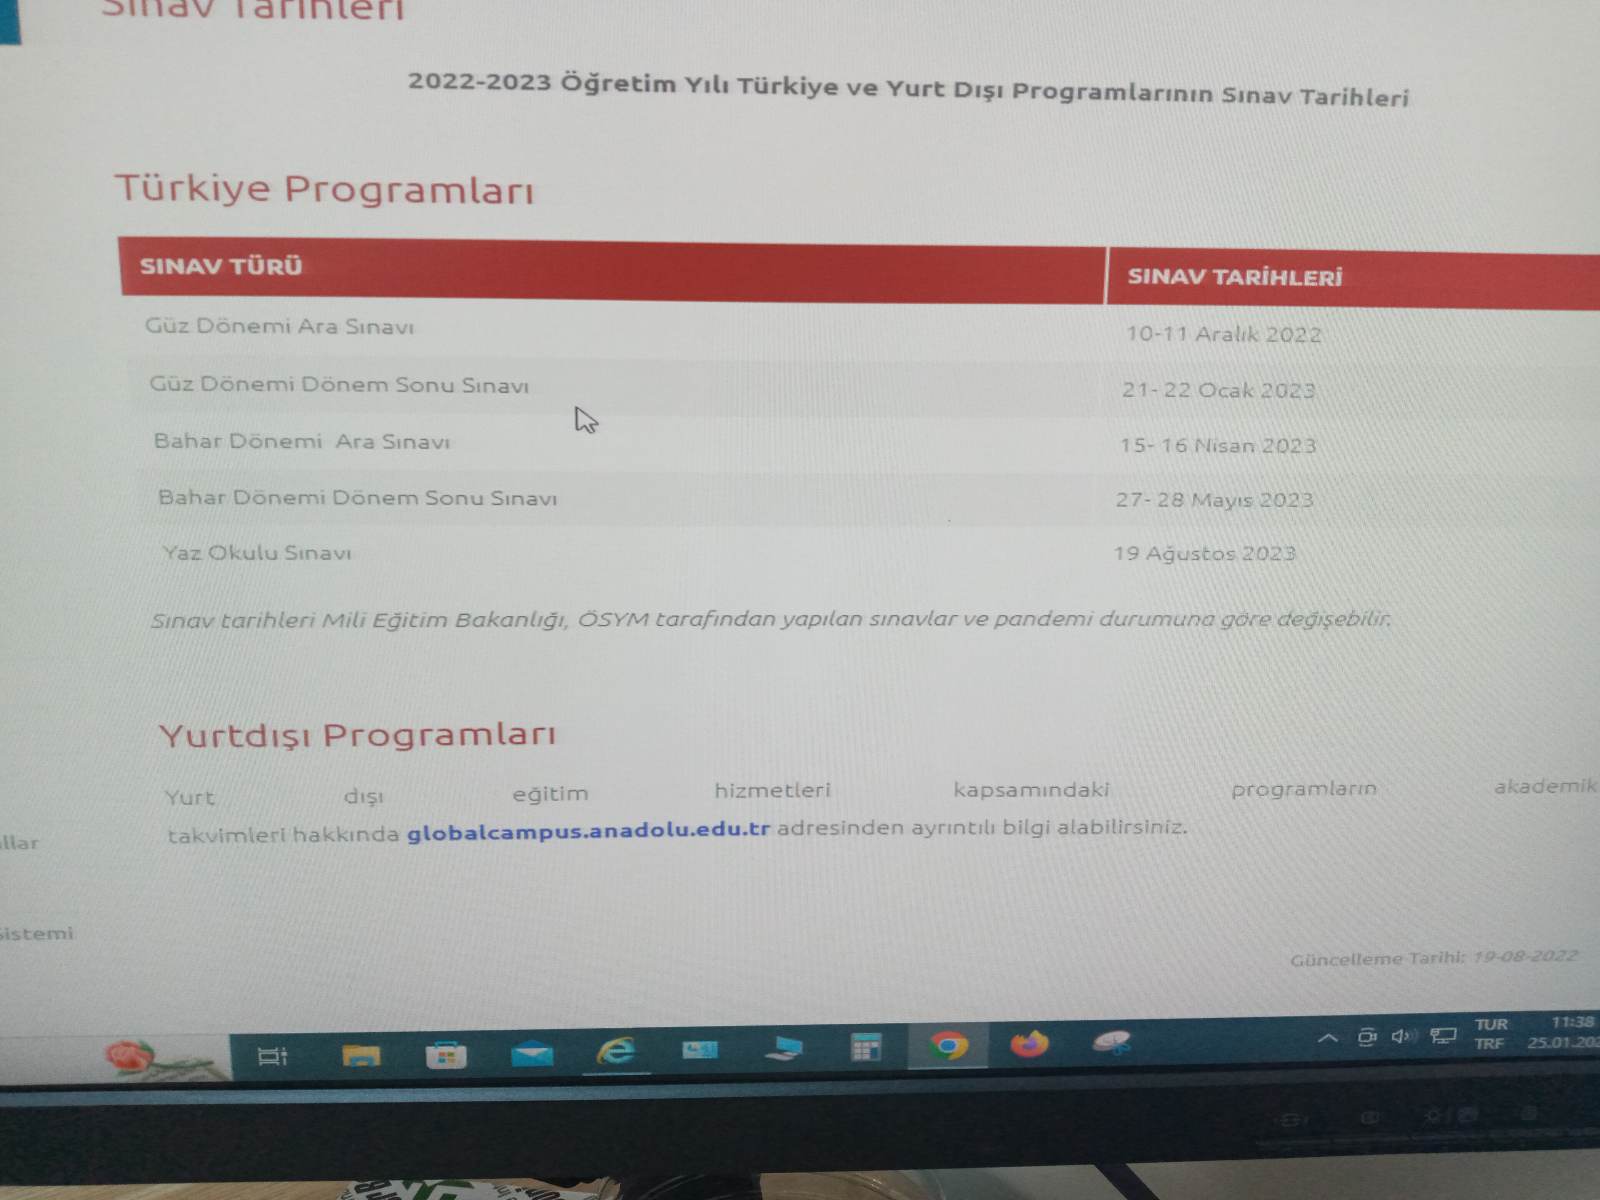 Sınav Tarihleri
2022-2023 Öğretim Yılı Türkiye ve Yurt Dışı Programlarının Sınav Tarihleri
Türkiye Programları
SINAV TÜRÜ SINAV TARİHLERİ
Güz Dönemi Ara Sınavı 10-11 Aralık 2022
Güz Dönemi Dönem Sonu Sınavı 21- 22 Ocak 2023
Bahar Dönemi Ara Sınavı 15- 16 Nisan 2023
Bahar Dönemi Dönem Sonu Sınavı 27- 28 Mayıs 2023
Yaz Okulu Sınavı 19 Ağustos 2023
Sınav tarihleri Mili Eğitim Bakanlığı, ÖSYM tarafından yapılan sınavlar ve pandemi durumuna göre değişebilir.
Yurtdışı Programları
Yurt dışı eğitim hizmetleri kapsamındaki programların akademik
takvimleri hakkında globalcampus.anadolu.edu.tr adresinden ayrıntılı bilgi alabilirsiniz.
llar
Sistemi
Güncelleme Tarihi: 19-08-2022
TUR 11:38
TRF 25.01.202